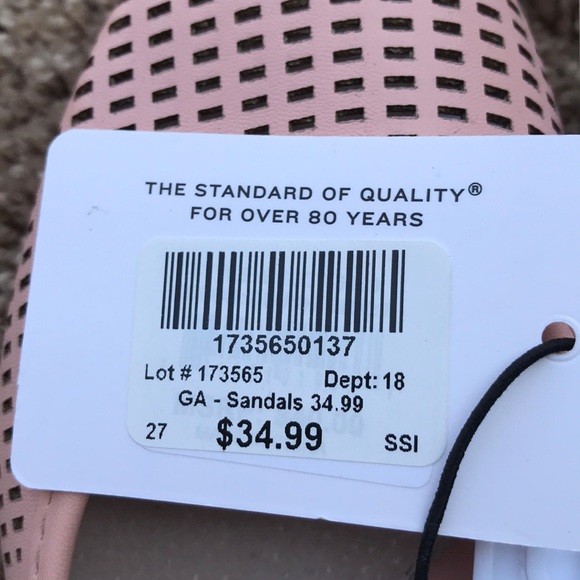 THE STANDARD OF QUALITY®
FOR OVER 80 YEARS
1735650137
Lot # 173565 Dept: 18
GA - Sandals 34.99
27 $34.99 SSI